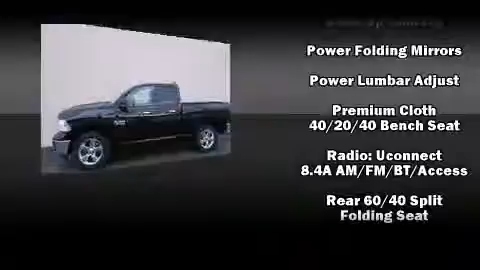 Power Folding Mirrors
Power Lumbar Adjust
Premium Cloth
40/20/40 Bench Seat
Radio: Uconnect
8.4A AM/FM/BT/Access
Rear 60/40 Split
Folding Seat